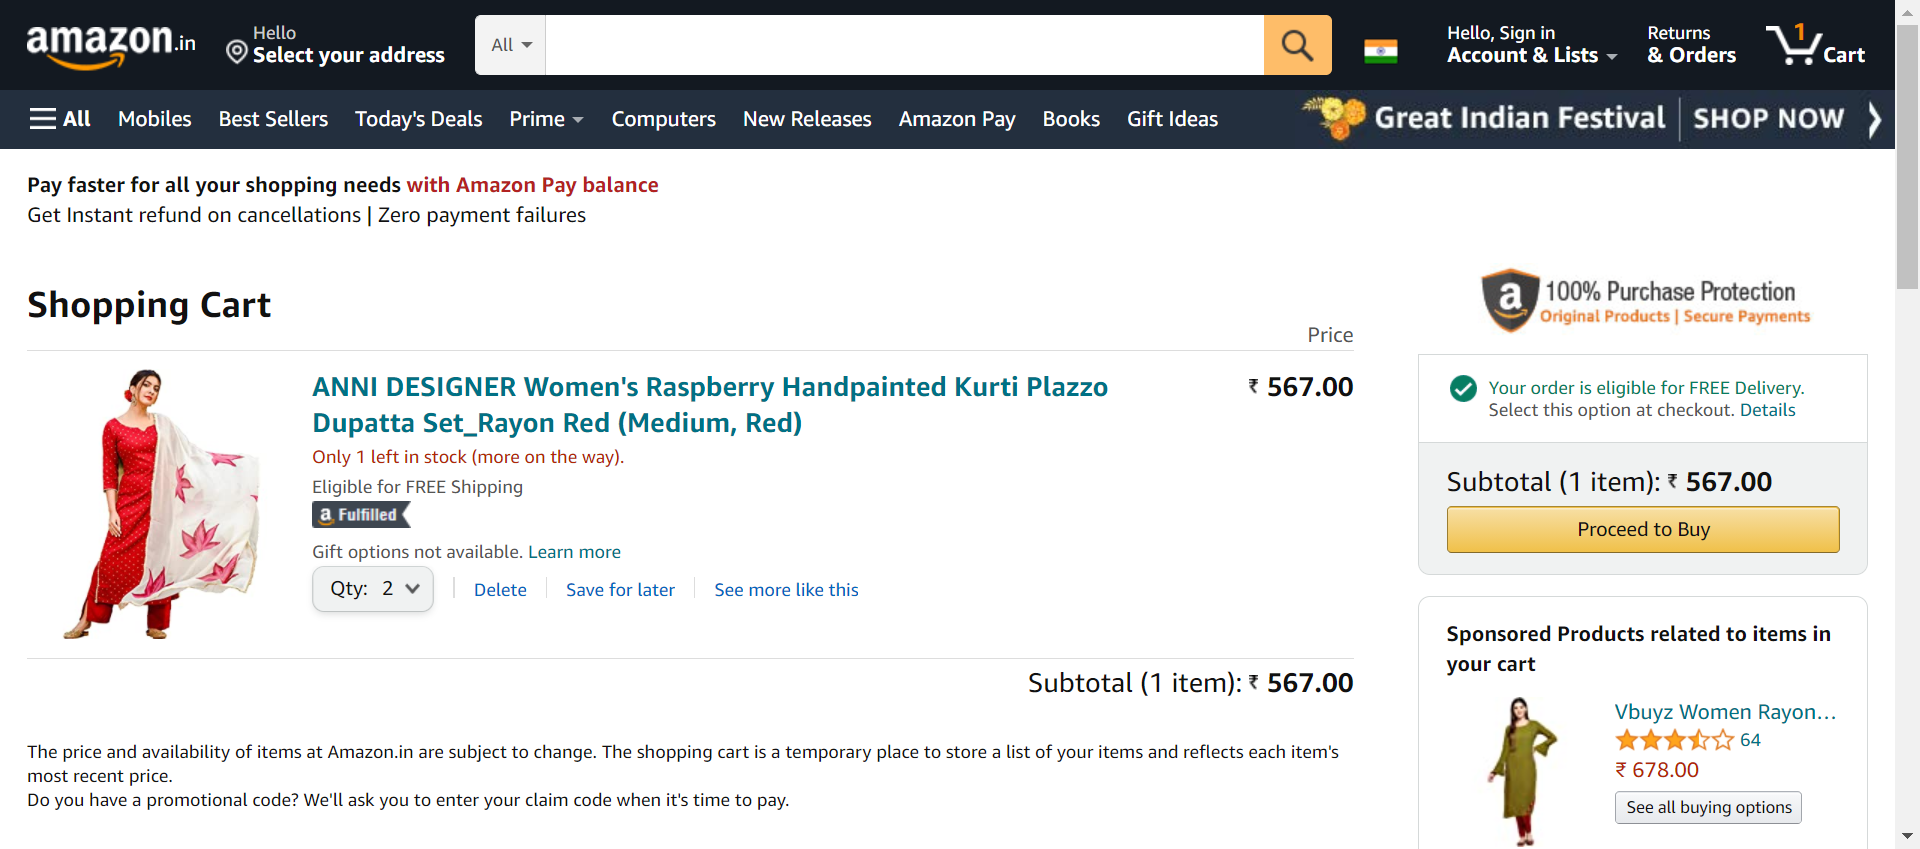 amazon.in
Hello
Select your address
All
Hello, Sign in
Account & Lists
Returns
& Orders
1
Cart
All
Mobiles
Best Sellers
Today's Deals
Prime
Computers
New Releases
Amazon Pay
Books
Gift Ideas
Great Indian Festival | SHOP NOW
Pay faster for all your shopping needs with Amazon Pay balance
Get Instant refund on cancellations | Zero payment failures
Shopping Cart
Price
ANNI DESIGNER Women's Raspberry Handpainted Kurti Plazzo
Dupatta Set_Rayon Red (Medium, Red)
₹ 567.00
Only 1 left in stock (more on the way).
Eligible for FREE Shipping
a Fulfilled
Gift options not available. Learn more
Qty: 2
Delete
Save for later
See more like this
Subtotal (1 item): ₹ 567.00
The price and availability of items at Amazon.in are subject to change. The shopping cart is a temporary place to store a list of your items and reflects each item's
most recent price.
Do you have a promotional code? We'll ask you to enter your claim code when it's time to pay.
a 100% Purchase Protection
Original Products | Secure Payments
Your order is eligible for FREE Delivery.
Select this option at checkout. Details
Subtotal (1 item): ₹ 567.00
Proceed to Buy
Sponsored Products related to items in
your cart
Vbuyz Women Rayon...
64
₹ 678.00
See all buying options